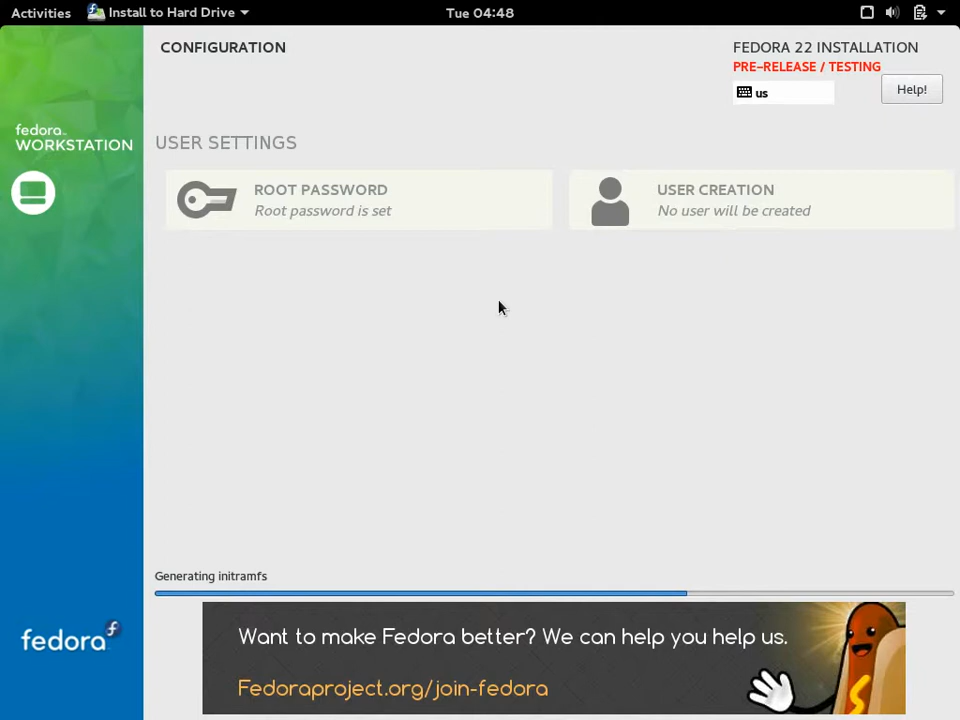 Activities Install to Hard Drive Tue 04:48
CONFIGURATION
FEDORA 22 INSTALLATION
PRE-RELEASE / TESTING
us
Help!
fedora™
WORKSTATION
USER SETTINGS
ROOT PASSWORD
Root password is set
USER CREATION
No user will be created
Generating initramfs
fedora
Want to make Fedora better? We can help you help us.
Fedoraproject.org/join-fedora